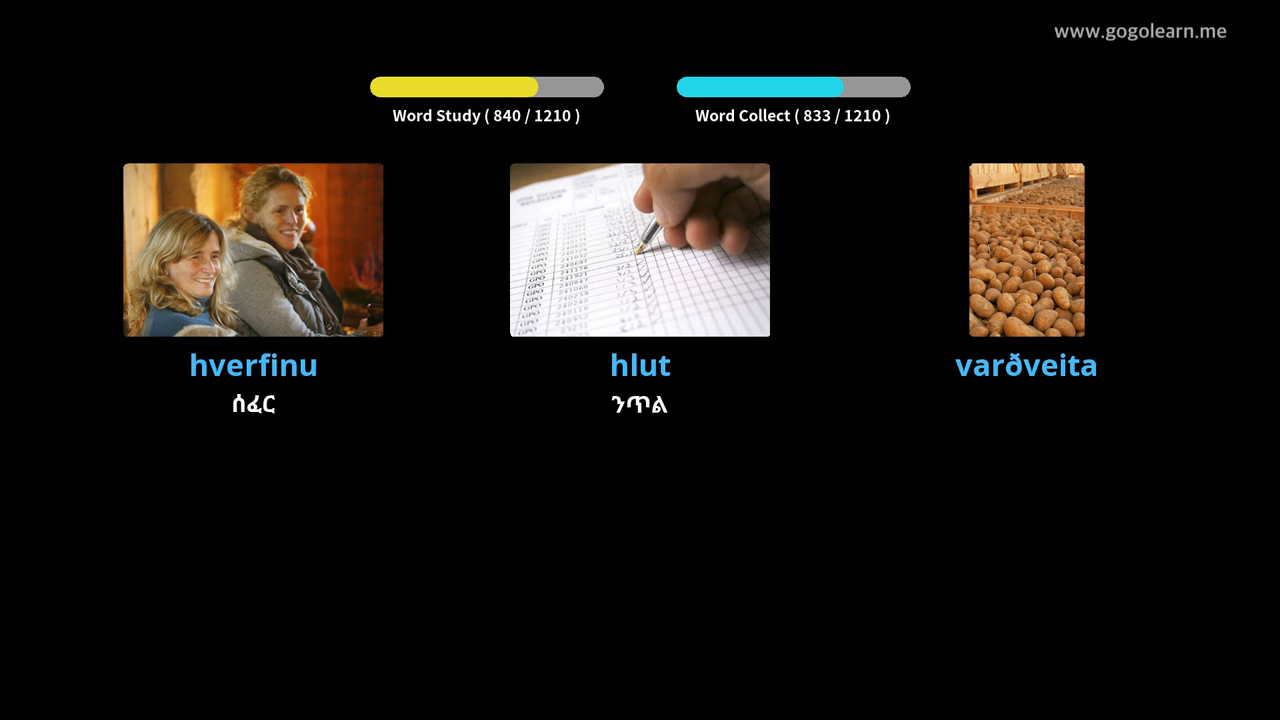 www.gogolearn.me
Word Study ( 840 / 1210 )
Word Collect ( 833 / 1210 )
hverfinu
ሰፈር
hlut
ንጥል
varðveita